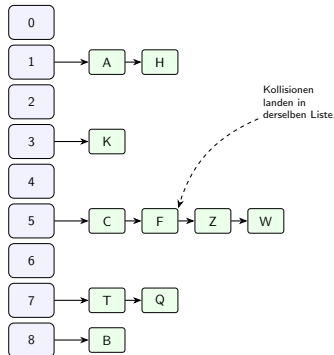 0
1 A H
2
Kollisionen
landen in
derselben Liste
3 K
4
5 C F Z W
6
7 T Q
8 B